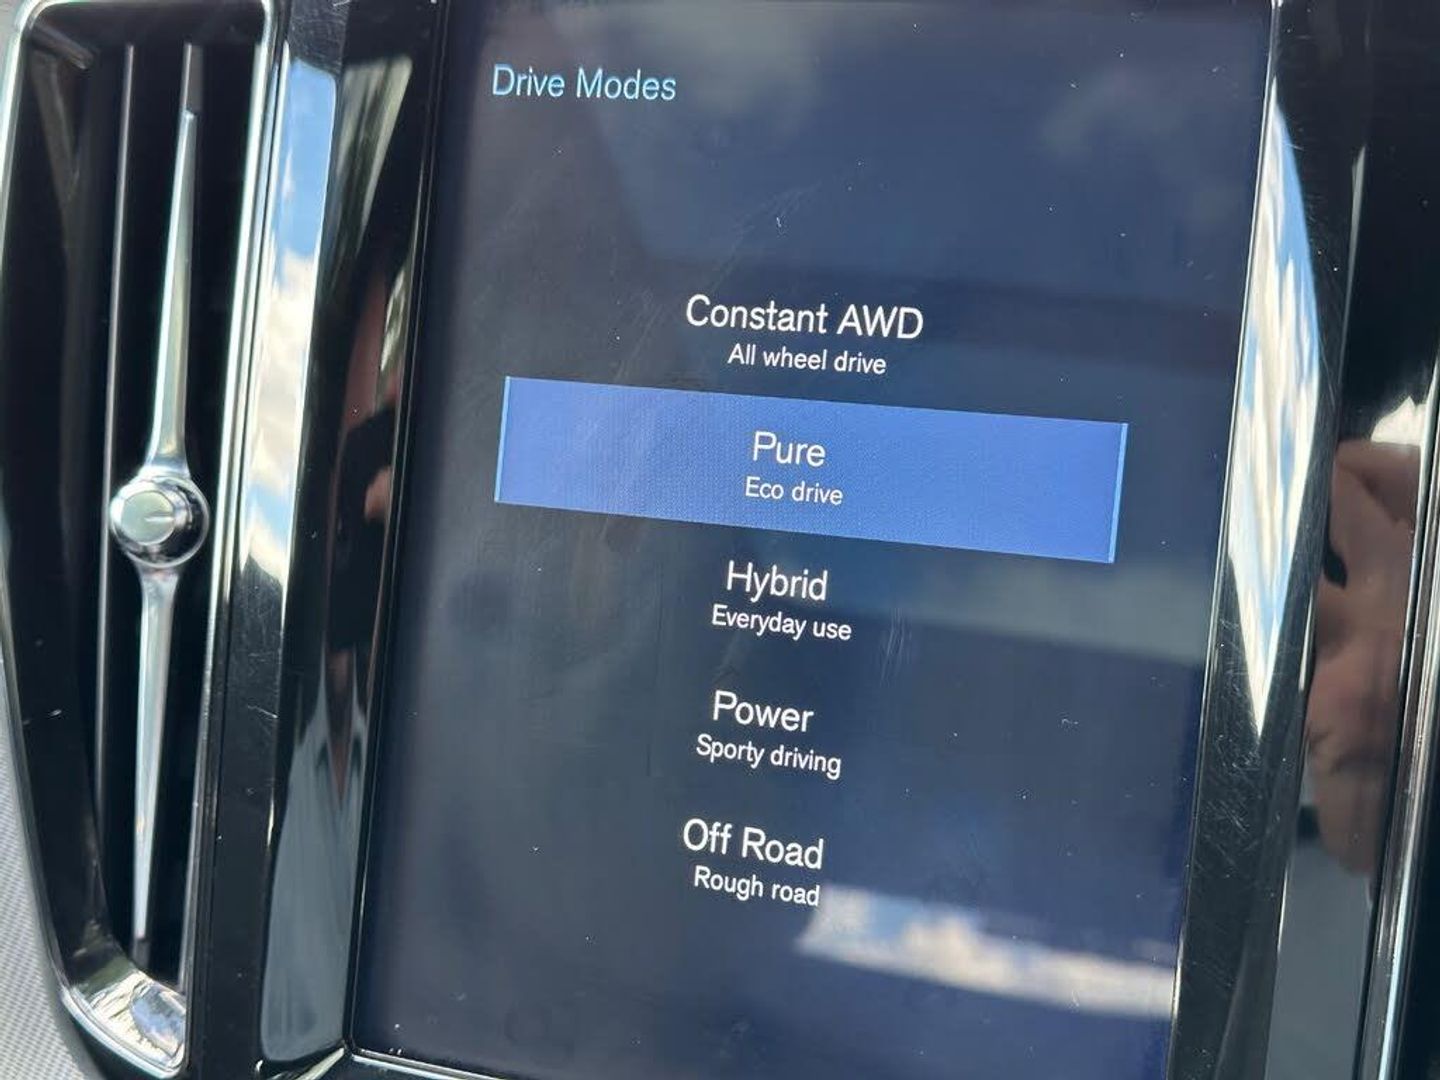 Drive Modes
Constant AWD
All wheel drive
Pure
Eco drive
Hybrid
Everyday use
Power
Sporty driving
Off Road
Rough road